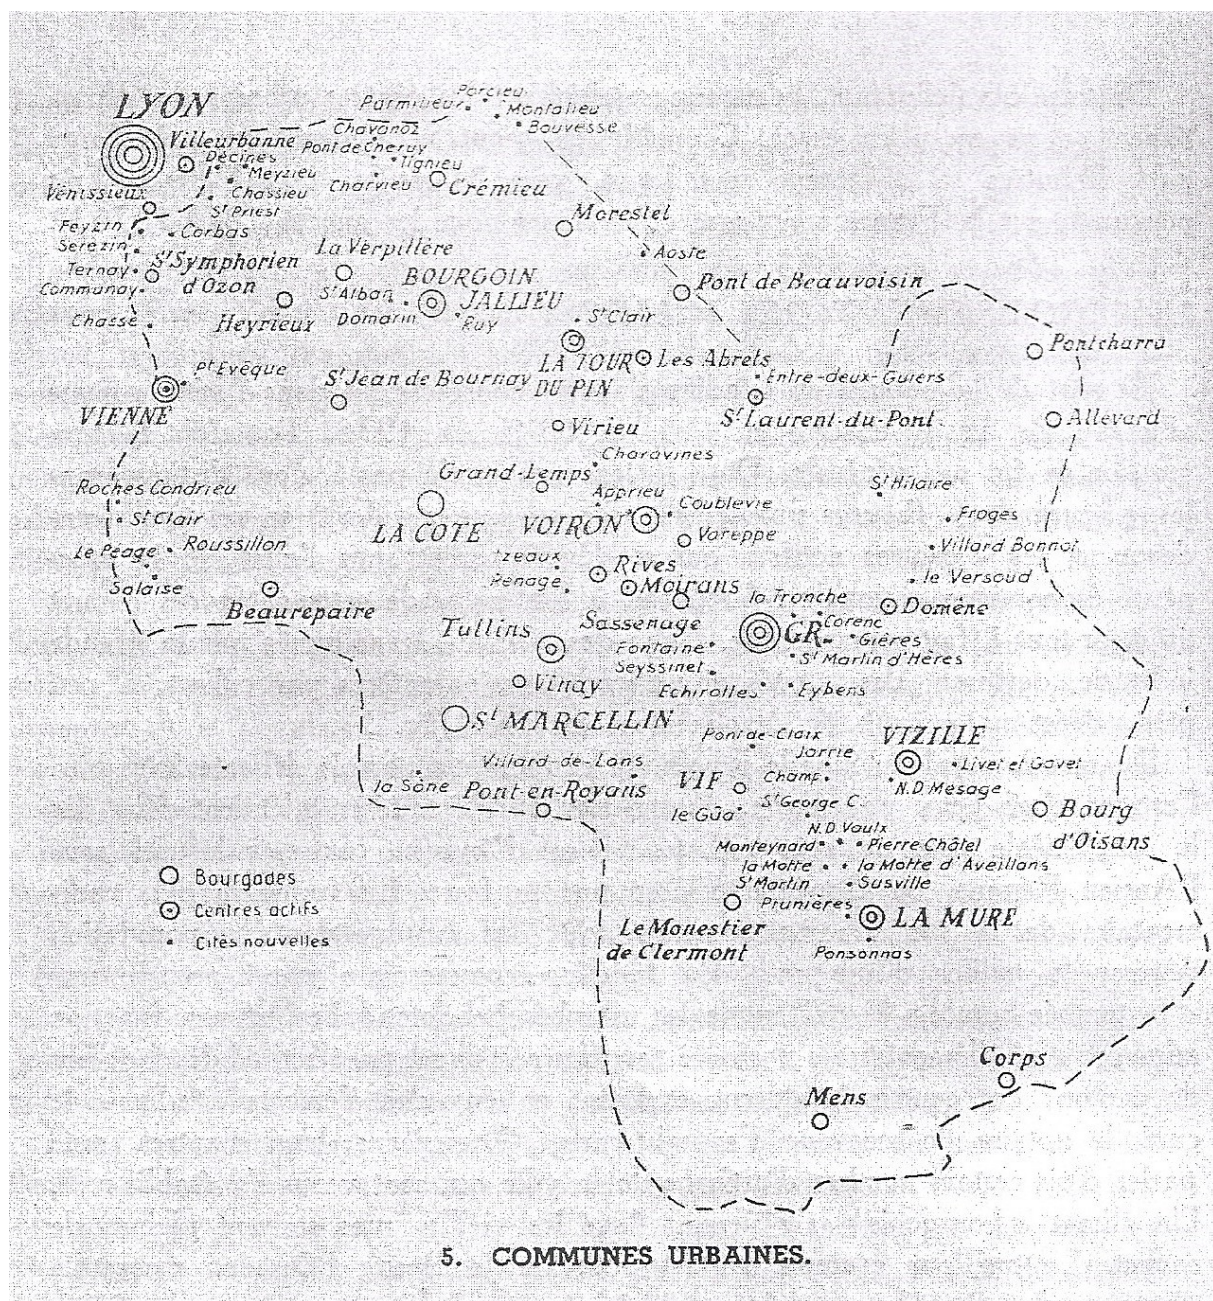 LYON
Parcieu
Parmilieu
Montalieu
Bouvesse
Villeurbanne
Chavanoz
Décines
Pont de Cheruy
Meyzieu
Tignieu
Vénissieux
Chassieu
Charvieu
Crémieu
St Priest
Morestel
Feyzin
Corbas
Serezin
La Verpillère
Aoste
Ternay
St Symphorien
d'Ozon
BOURGOIN
Pont de Beauvoisin
Communay
St Alban
JALLIEU
Chasse
Heyrieux
Domarin
Ruy
St Clair
Pontcharra
LA TOUR
DU PIN
Les Abrets
Pt Evêque
St Jean de Bournay
Entre-deux-Guiers
VIENNE
St Laurent-du-Pont
Allevard
Virieu
Charavines
Grand-Lemps
Roches Condrieu
Apprieu
St Hilaire
St Clair
LA COTE
VOIRON
Coublevie
Froges
Le Péage
Roussillon
Voreppe
Villard Bonnot
Izeaux
Salaise
Renage
Rives
le Versoud
Moirans
la Tronche
Beaurepaire
Domène
Corenc
Tullins
Sassenage
GR.
Gières
Fontaine
St Martin d'Hères
Seyssinet
Vinay
Echirolles
Eybens
St MARCELLIN
Pont de Claix
VIZILLE
Jarrie
Villard-de-Lans
Livet et Gavet
la Sône
Pont-en-Royans
VIF
Champ
N.D. Mésage
St George C.
le Gua
Bourg
d'Oisans
N.D. Vaulx
Monteynard
Pierre Châtel
la Motte
la Motte d'Aveillans
St Martin
Susville
Prunières
LA MURE
Le Monestier
de Clermont
Ponsonnas
Bourgades
Centres actifs
Cités nouvelles
Corps
Mens
5. COMMUNES URBAINES.